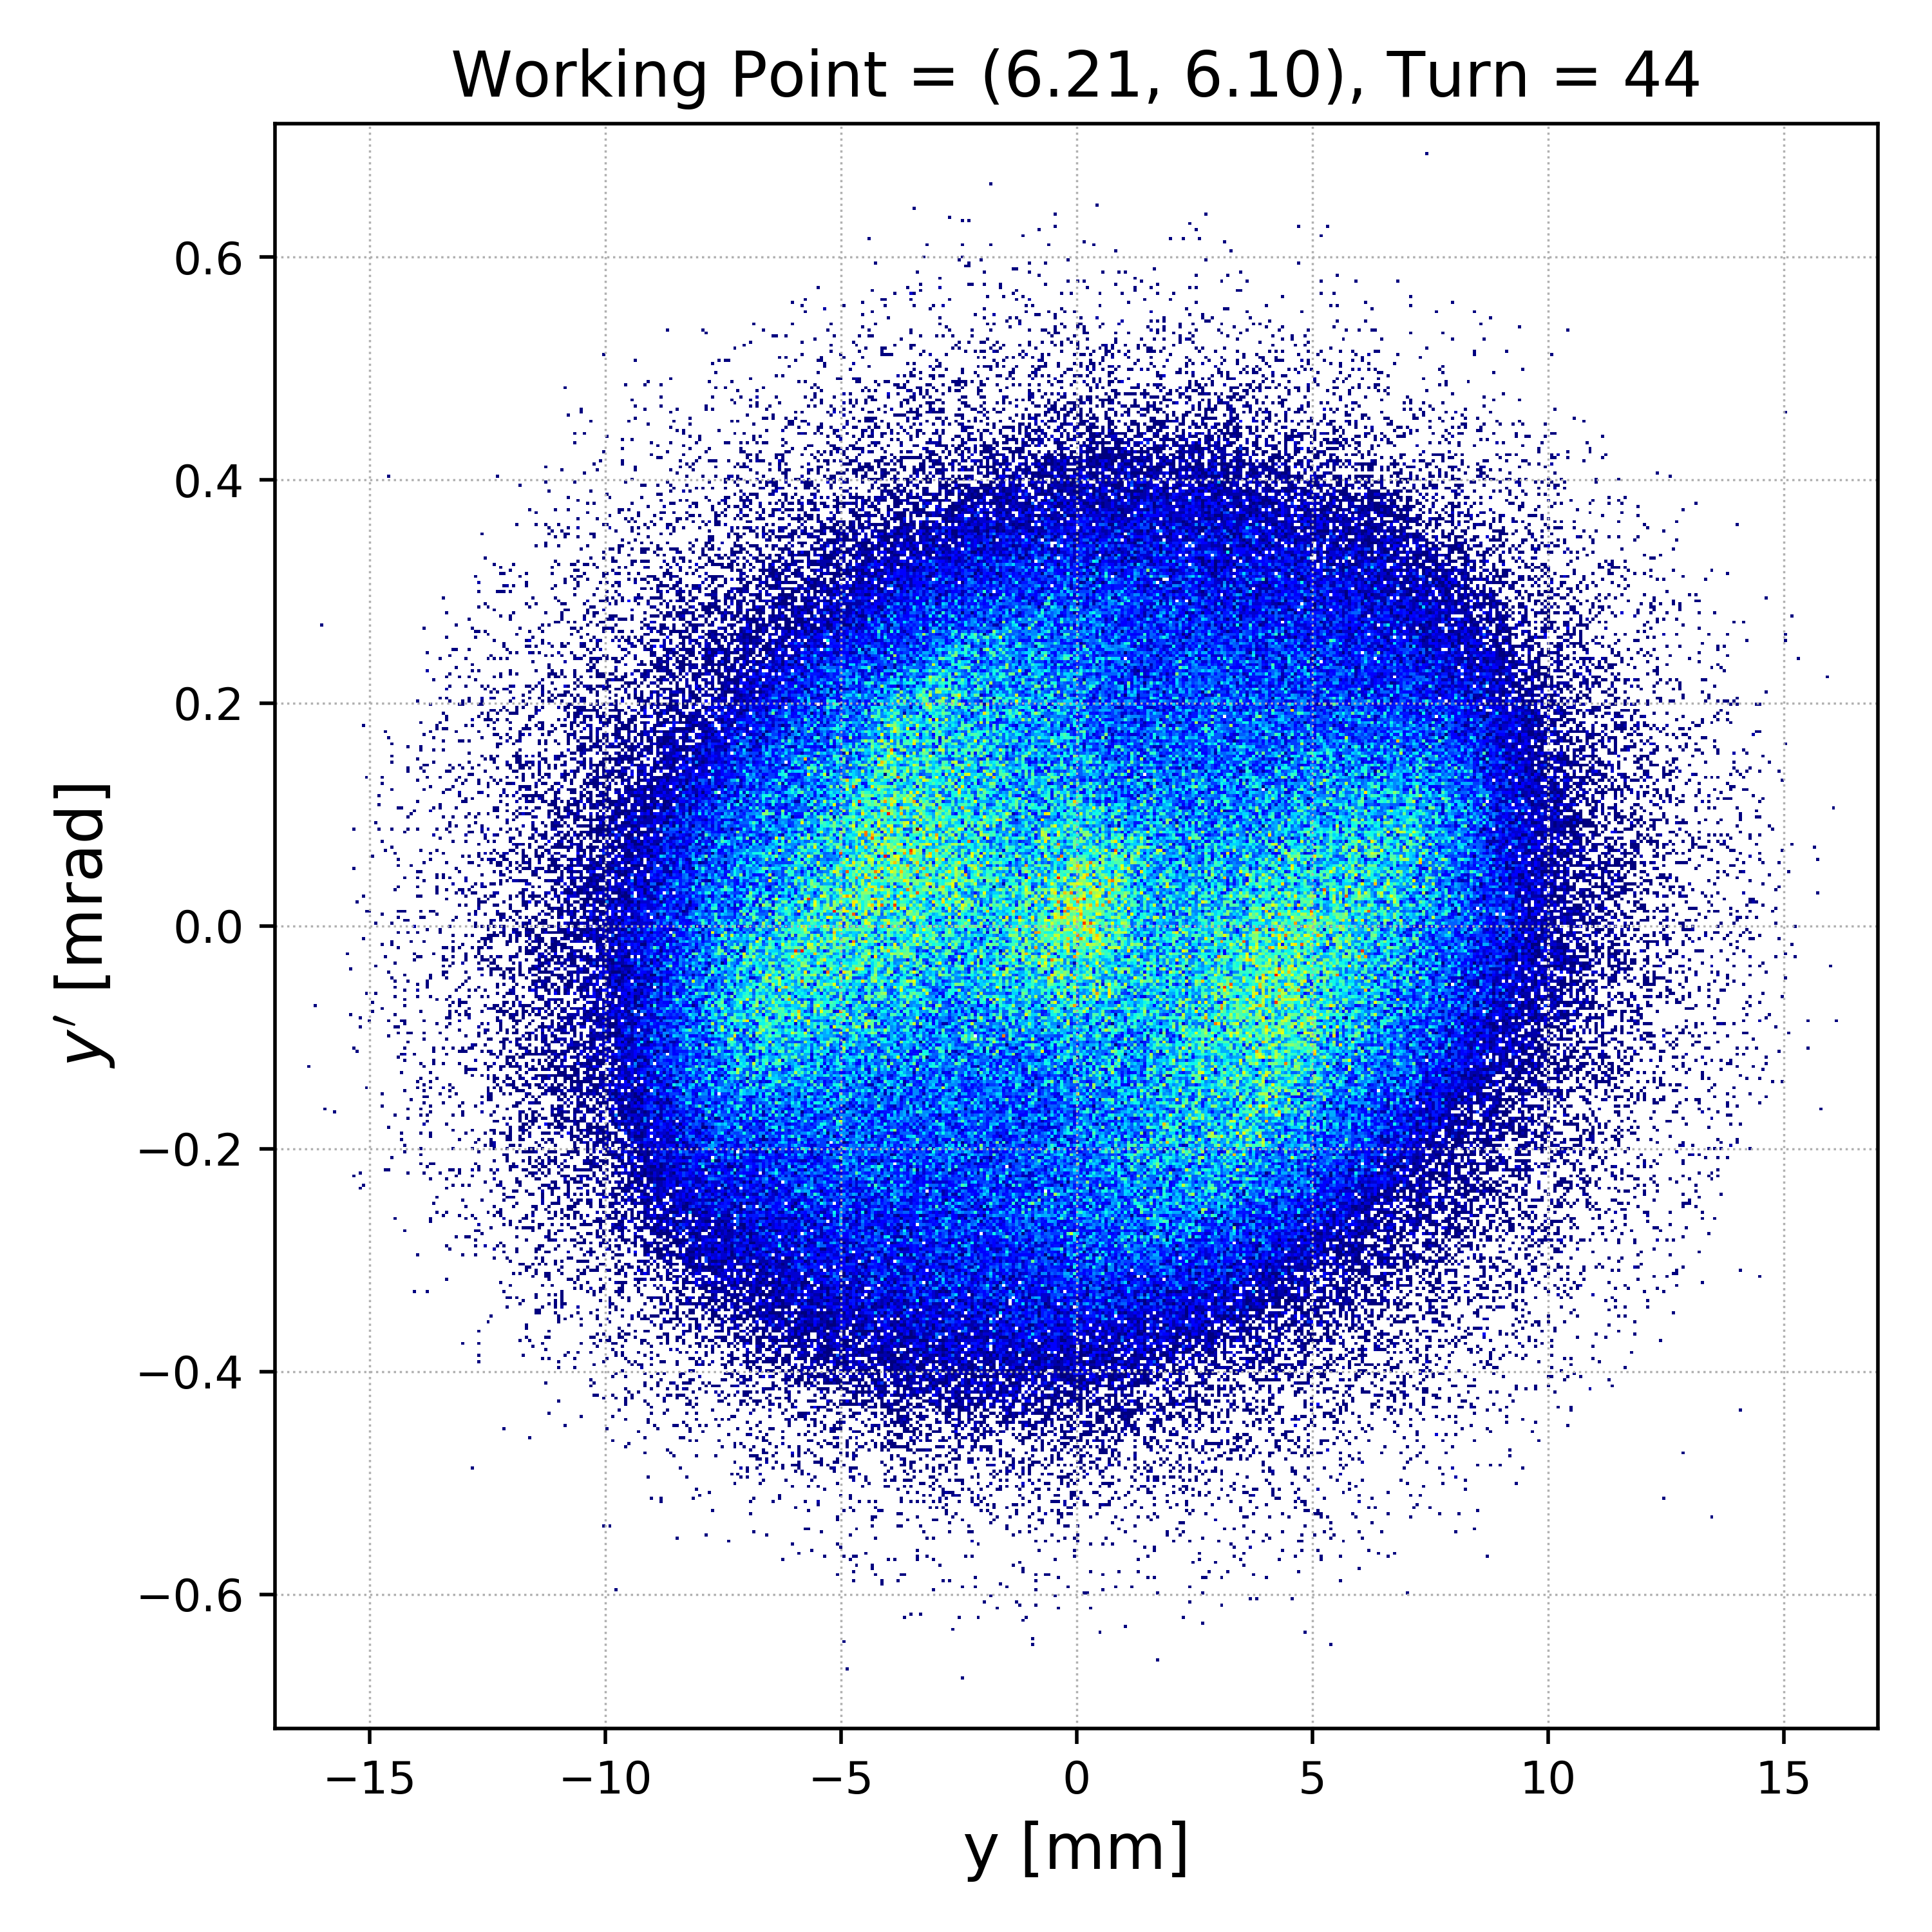 Working Point = (6.21, 6.10), Turn = 44
0.6
0.4
0.2
0.0
−0.2
−0.4
−0.6
y′ [mrad]
−15 −10 −5 0 5 10 15
y [mm]